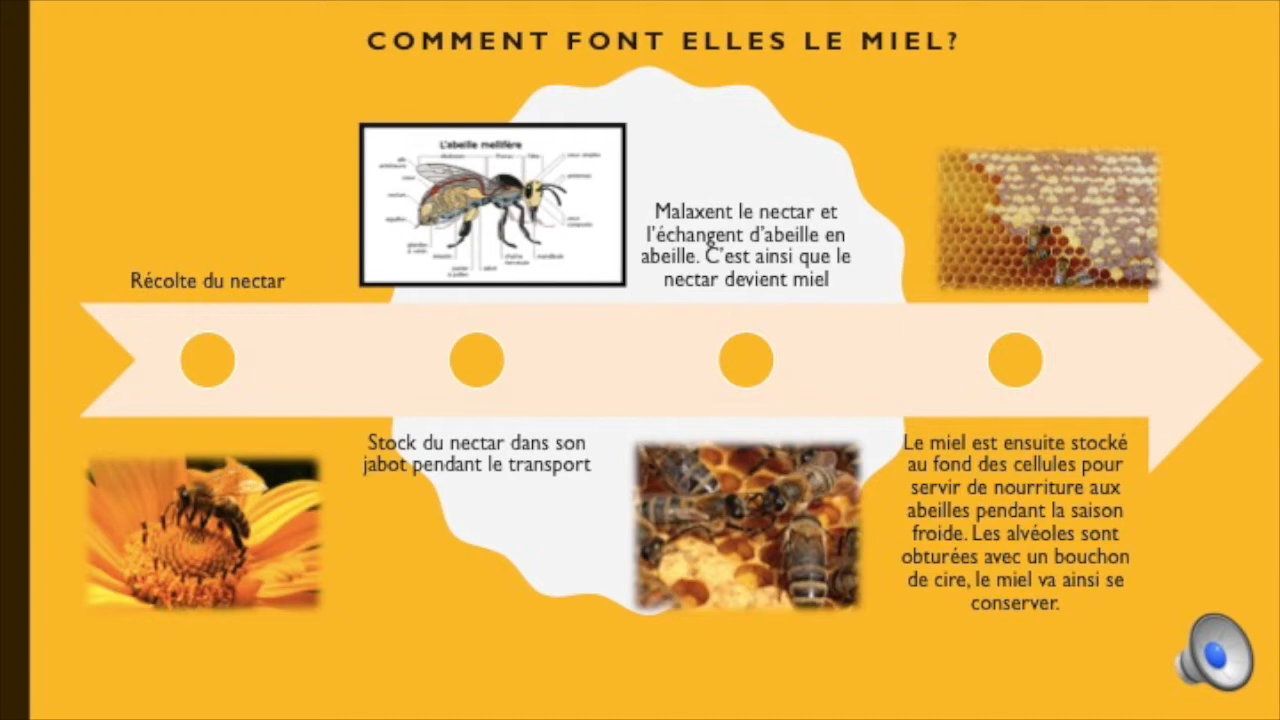 COMMENT FONT ELLES LE MIEL?
Récolte du nectar
L'abeille mellifère
Stock du nectar dans son
jabot pendant le transport
Malaxent le nectar et
l'échangent d'abeille en
abeille. C'est ainsi que le
nectar devient miel
Le miel est ensuite stocké
au fond des cellules pour
servir de nourriture aux
abeilles pendant la saison
froide. Les alvéoles sont
obturées avec un bouchon
de cire, le miel va ainsi se
conserver.